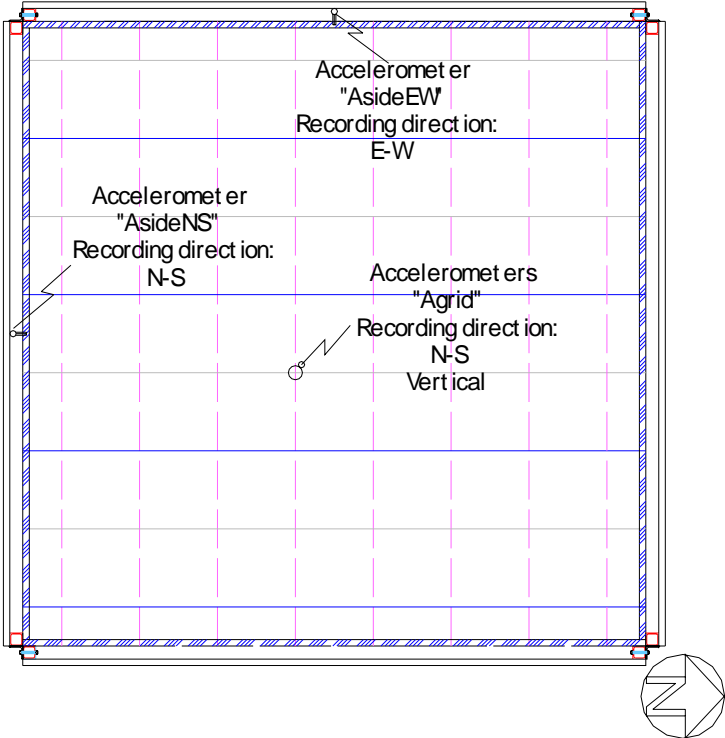 Accelerometer
"AsideEW"
Recording direction:
E-W
Accelerometer
"AsideNS"
Recording direction:
N-S
Accelerometers
"Agrid"
Recording direction:
N-S
Vertical
N